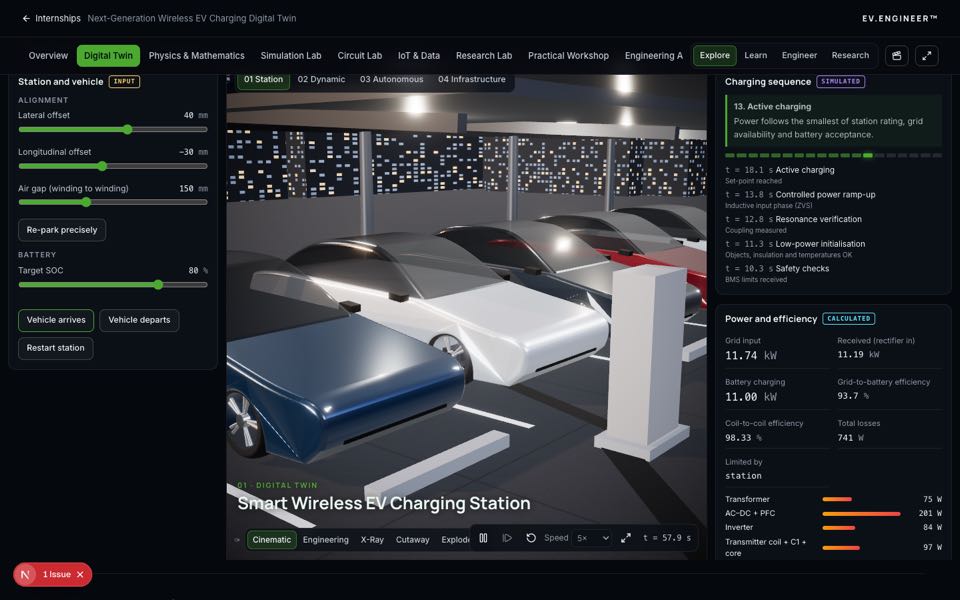 ← Internships Next-Generation Wireless EV Charging Digital Twin
EV.ENGINEER™
Overview Digital Twin Physics & Mathematics Simulation Lab Circuit Lab IoT & Data Research Lab Practical Workshop Engineering A
Explore Learn Engineer Research
Station and vehicle INPUT
ALIGNMENT
Lateral offset 40 mm
Longitudinal offset −30 mm
Air gap (winding to winding) 150 mm
Re-park precisely
BATTERY
Target SOC 80 %
Vehicle arrives Vehicle departs
Restart station
01 Station 02 Dynamic 03 Autonomous 04 Infrastructure
01 · DIGITAL TWIN
Smart Wireless EV Charging Station
Cinematic Engineering X-Ray Cutaway Explode
Speed 5× t = 57.9 s
Charging sequence SIMULATED
13. Active charging
Power follows the smallest of station rating, grid
availability and battery acceptance.
t = 18.1 s Active charging
Set-point reached
t = 13.8 s Controlled power ramp-up
Inductive input phase (ZVS)
t = 12.8 s Resonance verification
Coupling measured
t = 11.3 s Low-power initialisation
Objects, insulation and temperatures OK
t = 10.3 s Safety checks
BMS limits received
Power and efficiency CALCULATED
Grid input Received (rectifier in)
11.74 kW 11.19 kW
Battery charging Grid-to-battery efficiency
11.00 kW 93.7 %
Coil-to-coil efficiency Total losses
98.33 % 741 W
Limited by
station
Transformer 75 W
AC–DC + PFC 201 W
Inverter 84 W
Transmitter coil + C1 + 97 W
core
N 1 Issue ×